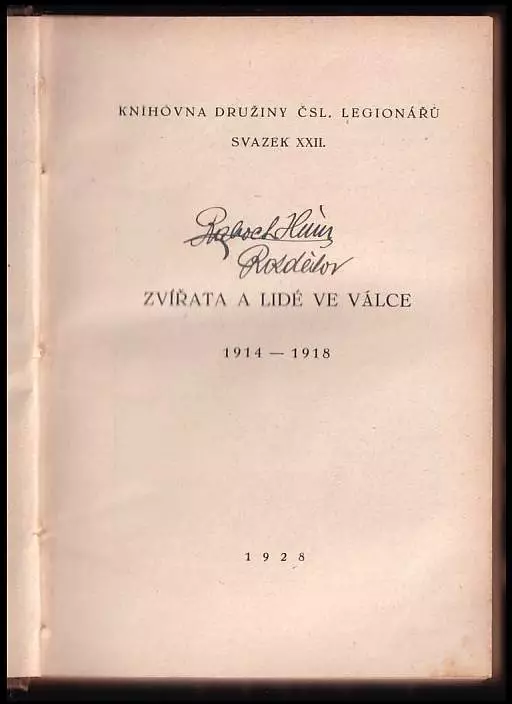 KNIHOVNA DRUŽINY ČSL. LEGIONÁŘŮ
SVAZEK XXII.
Rozdělov
ZVÍŘATA A LIDÉ VE VÁLCE
1914 — 1918
1928